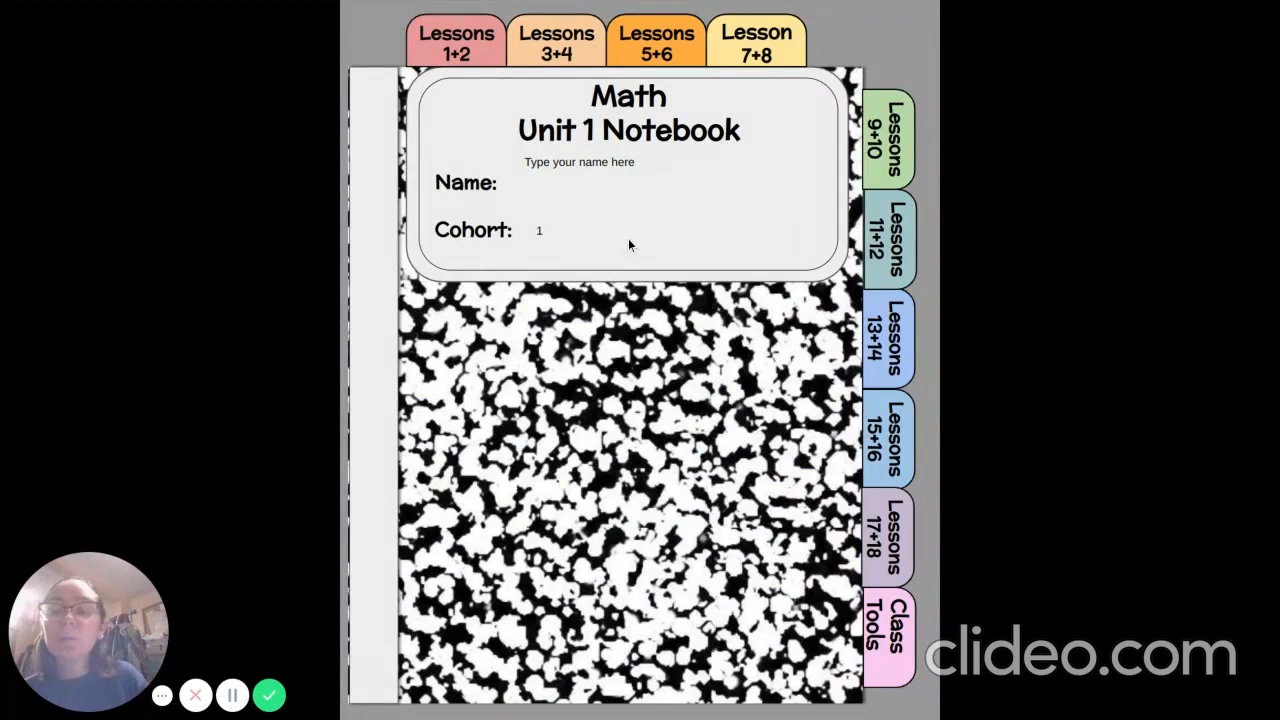 Lessons
1+2
Lessons
3+4
Lessons
5+6
Lesson
7+8
Math
Unit 1 Notebook
Type your name here
Name:
Cohort: 1
Lessons
9+10
Lessons
11+12
Lessons
13+14
Lessons
15+16
Lessons
17+18
Class
Tools
clideo.com